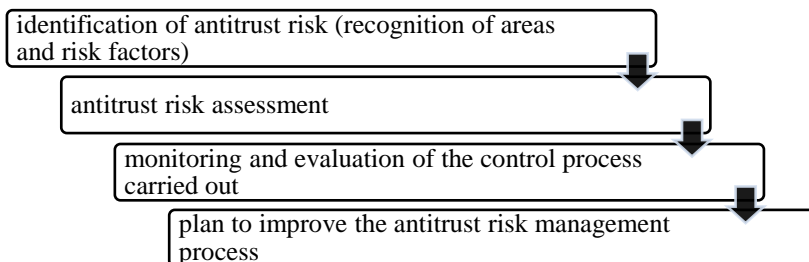 identification of antitrust risk (recognition of areas
and risk factors)
antitrust risk assessment
monitoring and evaluation of the control process
carried out
plan to improve the antitrust risk management
process